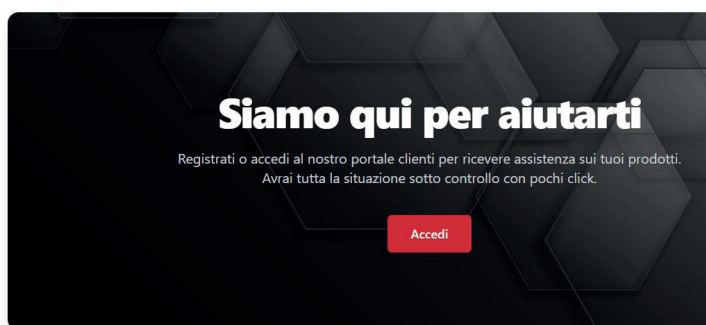 Siamo qui per aiutarti
Registrati o accedi al nostro portale clienti per ricevere assistenza sui tuoi prodotti.
Avrai tutta la situazione sotto controllo con pochi click.
Accedi